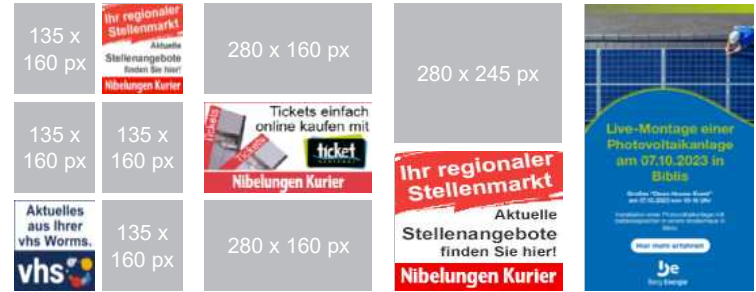 135 x
160 px
Ihr regionaler
Stellenmarkt
Aktuelle
Stellenangebote
finden Sie hier!
Nibelungen Kurier
135 x
160 px
135 x
160 px
Aktuelles
aus Ihrer
vhs Worms.
vhs
135 x
160 px
280 x 160 px
Tickets
Tickets einfach
online kaufen mit
ticket
Nibelungen Kurier
280 x 160 px
280 x 245 px
Ihr regionaler
Stellenmarkt
Aktuelle
Stellenangebote
finden Sie hier!
Nibelungen Kurier
Live-Montage einer
Photovoltaikanlage
am 07.10.2023 in
Biblis
Hier mehr erfahren
be